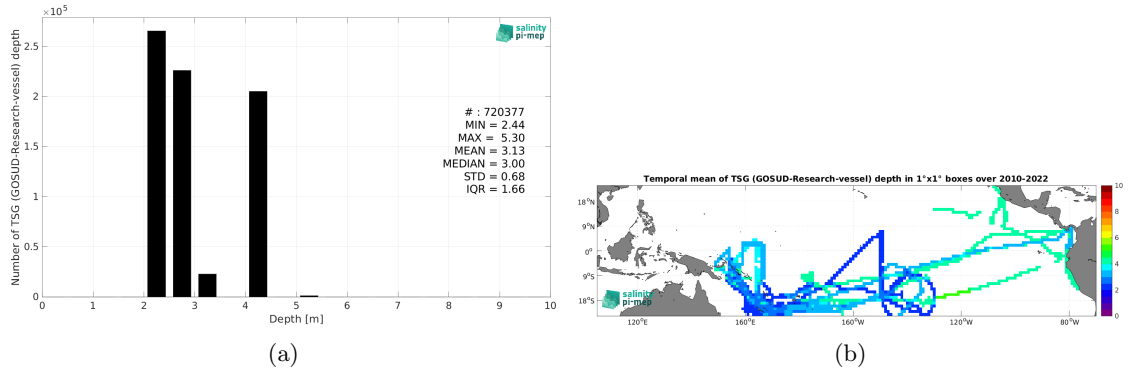 ×10⁵
2.5
2
1.5
1
0.5
0
Number of TSG (GOSUD-Research-vessel) depth
0 1 2 3 4 5 6 7 8 9 10
Depth [m]
salinity
pi-mep
# : 720377
MIN = 2.44
MAX = 5.30
MEAN = 3.13
MEDIAN = 3.00
STD = 0.68
IQR = 1.66
(a)
Temporal mean of TSG (GOSUD-Research-vessel) depth in 1°x1° boxes over 2010-2022
18°N
9°N
0°
9°S
18°S
120°E 160°E 160°W 120°W 80°W
salinity
pi-mep
10
8
6
4
2
0
(b)